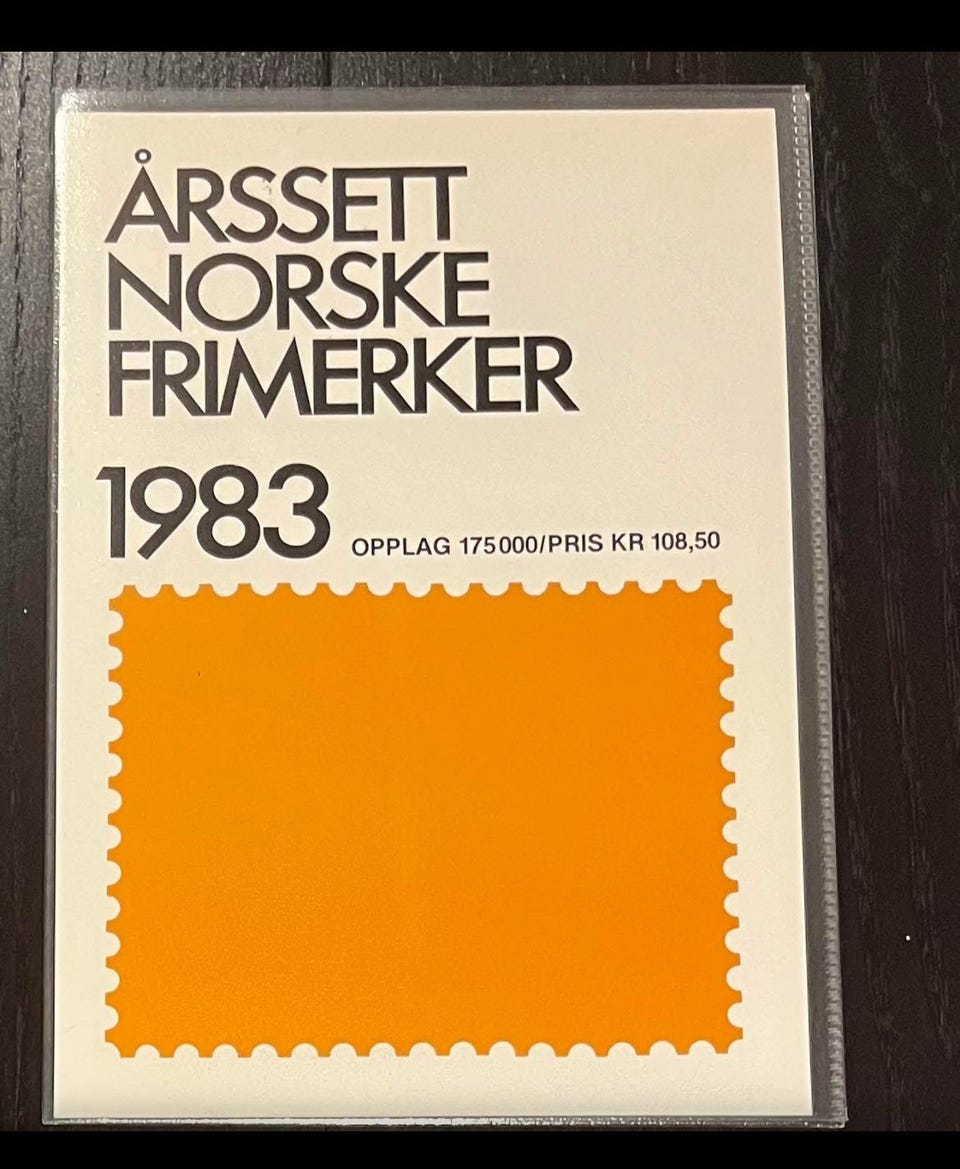 ÅRSSETT
NORSKE
FRIMERKER
1983 OPPLAG 175000/PRIS KR 108,50